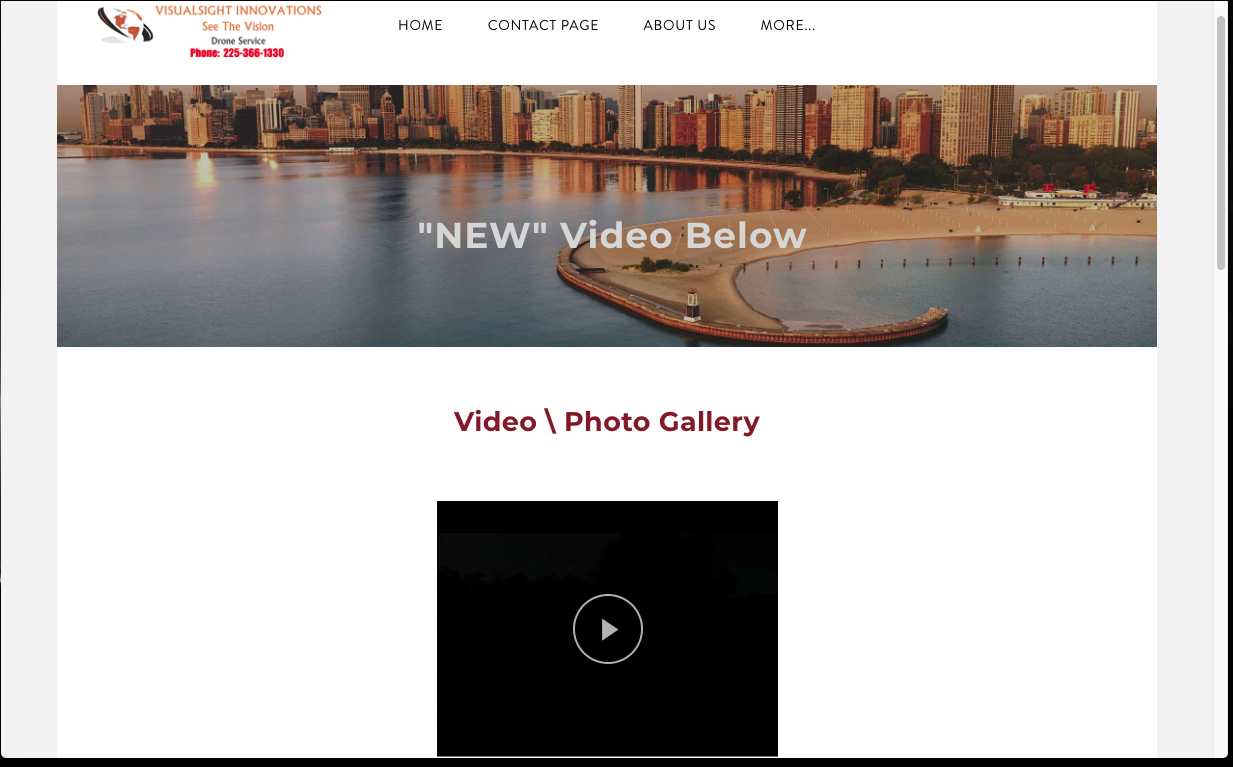 VISUALSIGHT INNOVATIONS
See The Vision
Drone Service
Phone: 225-366-1330
HOME CONTACT PAGE ABOUT US MORE...
"NEW" Video Below
Video \ Photo Gallery